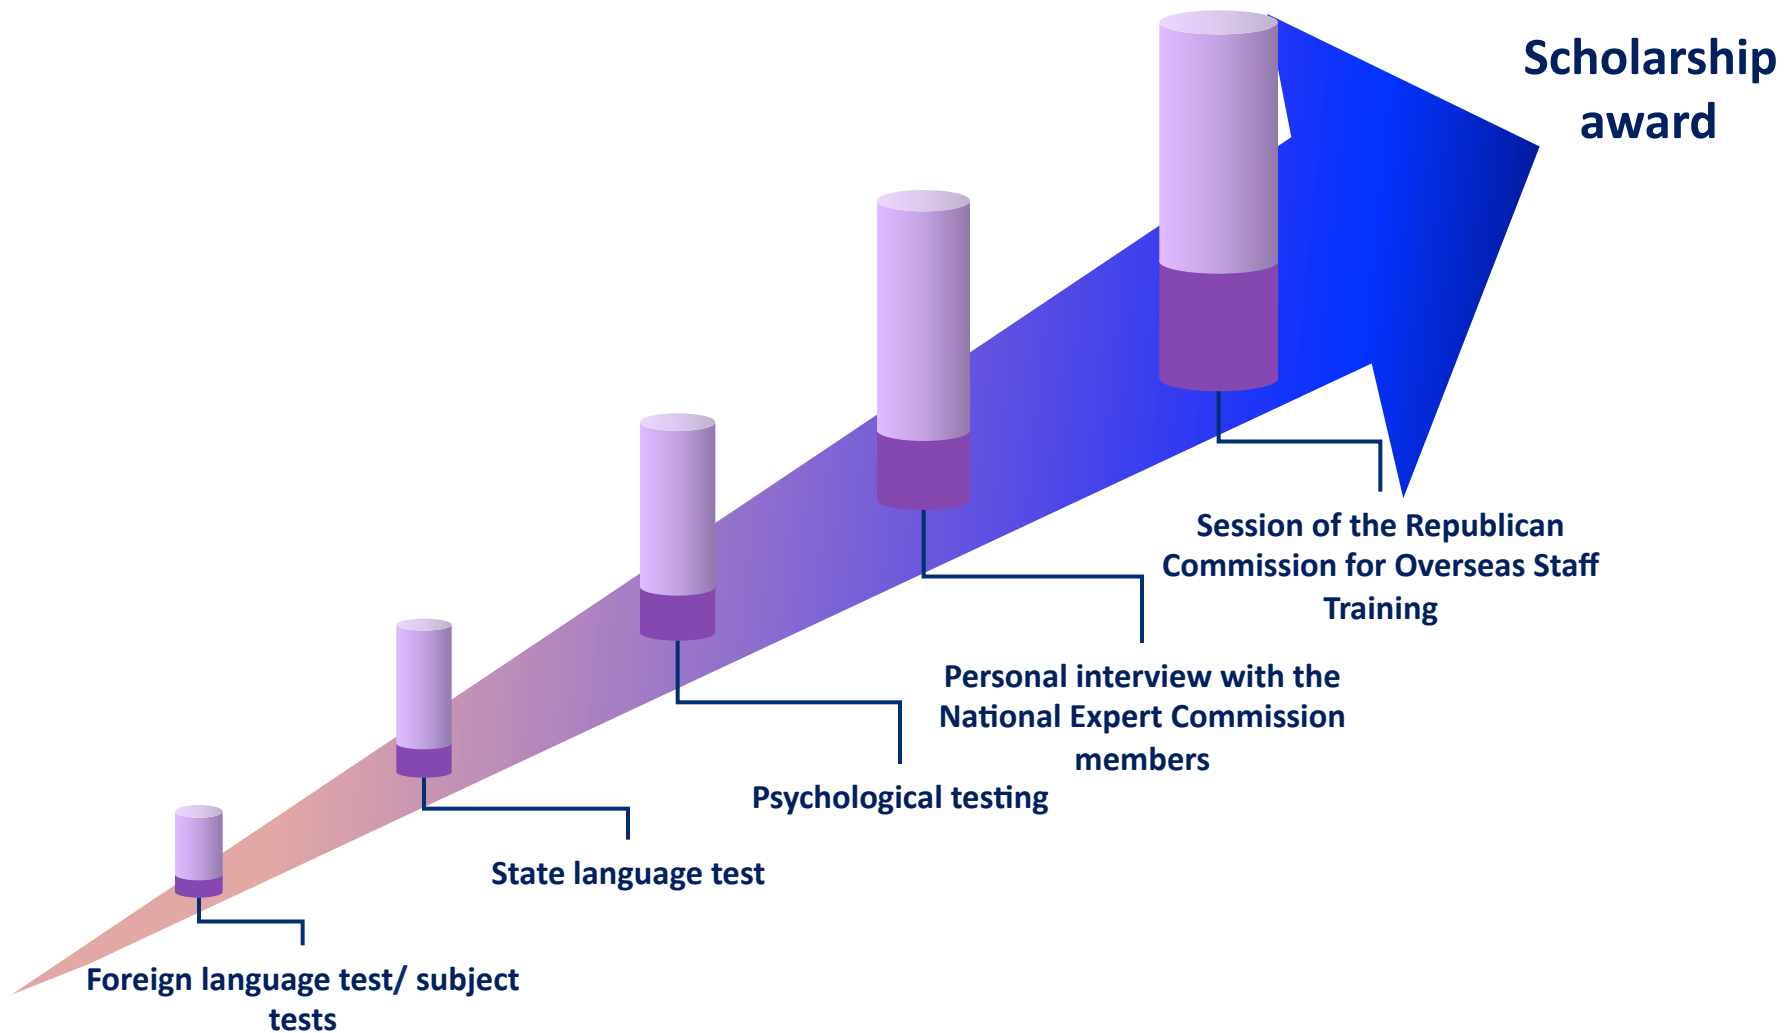 Scholarship
award
Session of the Republican
Commission for Overseas Staff
Training
Personal interview with the
National Expert Commission
members
Psychological testing
State language test
Foreign language test/ subject
tests